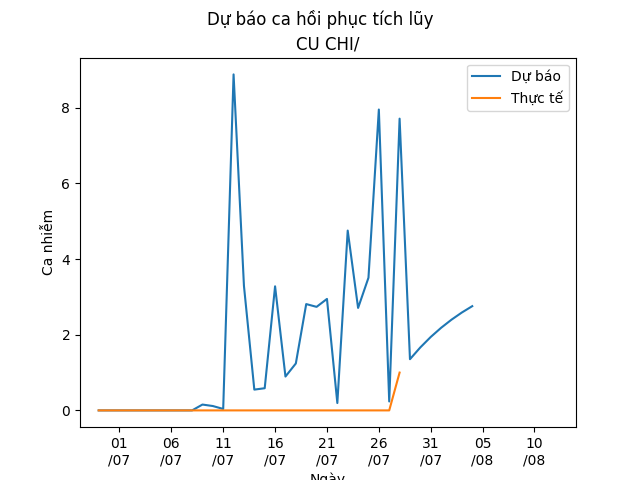 Dự báo ca hồi phục tích lũy
CU CHI/
Dự báo
Thực tế
Ca nhiễm
8
6
4
2
0
01 06 11 16 21 26 31 05 10
/07 /07 /07 /07 /07 /07 /07 /08 /08
Ngày